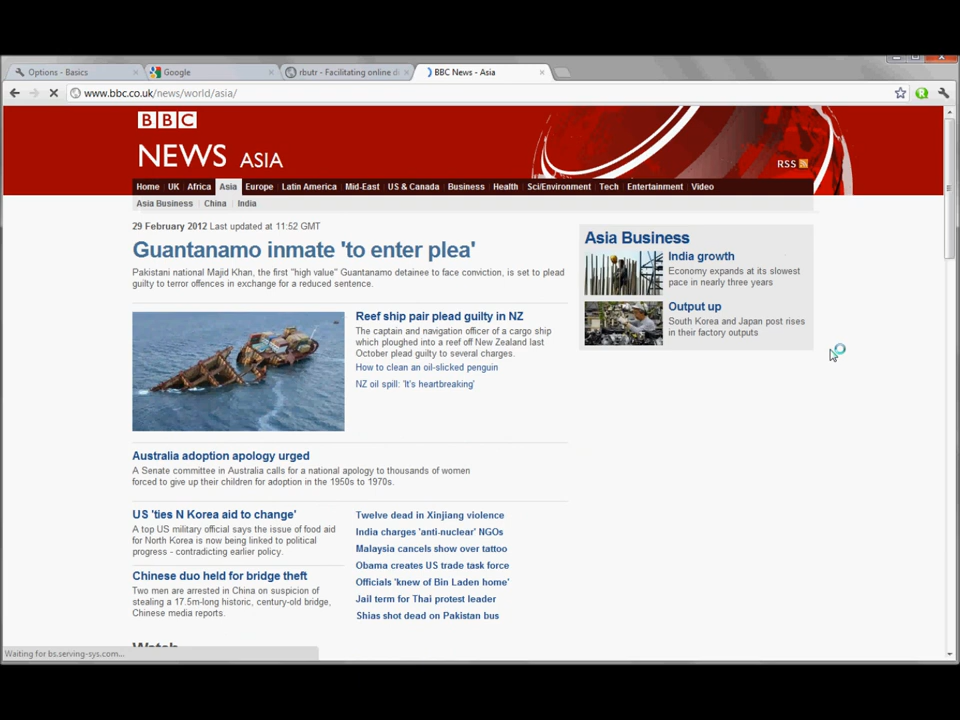 Options - Basics
Google
rbutr - Facilitating online di
BBC News - Asia
www.bbc.co.uk/news/world/asia/
BBC
NEWS ASIA
RSS
Home UK Africa Asia Europe Latin America Mid-East US & Canada Business Health Sci/Environment Tech Entertainment Video
Asia Business China India
29 February 2012 Last updated at 11:52 GMT
Guantanamo inmate 'to enter plea'
Pakistani national Majid Khan, the first "high value" Guantanamo detainee to face conviction, is set to plead
guilty to terror offences in exchange for a reduced sentence.
Reef ship pair plead guilty in NZ
The captain and navigation officer of a cargo ship
which ploughed into a reef off New Zealand last
October plead guilty to several charges.
How to clean an oil-slicked penguin
NZ oil spill: 'It's heartbreaking'
Australia adoption apology urged
A Senate committee in Australia calls for a national apology to thousands of women
forced to give up their children for adoption in the 1950s to 1970s.
US 'ties N Korea aid to change'
A top US military official says the issue of food aid
for North Korea is now being linked to political
progress - contradicting earlier policy.
Chinese duo held for bridge theft
Two men are arrested in China on suspicion of
stealing a 17.5m-long historic, century-old bridge,
Chinese media reports.
Twelve dead in Xinjiang violence
India charges 'anti-nuclear' NGOs
Malaysia cancels show over tattoo
Obama creates US trade task force
Officials 'knew of Bin Laden home'
Jail term for Thai protest leader
Shias shot dead on Pakistan bus
Asia Business
India growth
Economy expands at its slowest
pace in nearly three years
Output up
South Korea and Japan post rises
in their factory outputs
Watch
Waiting for bs.serving-sys.com...